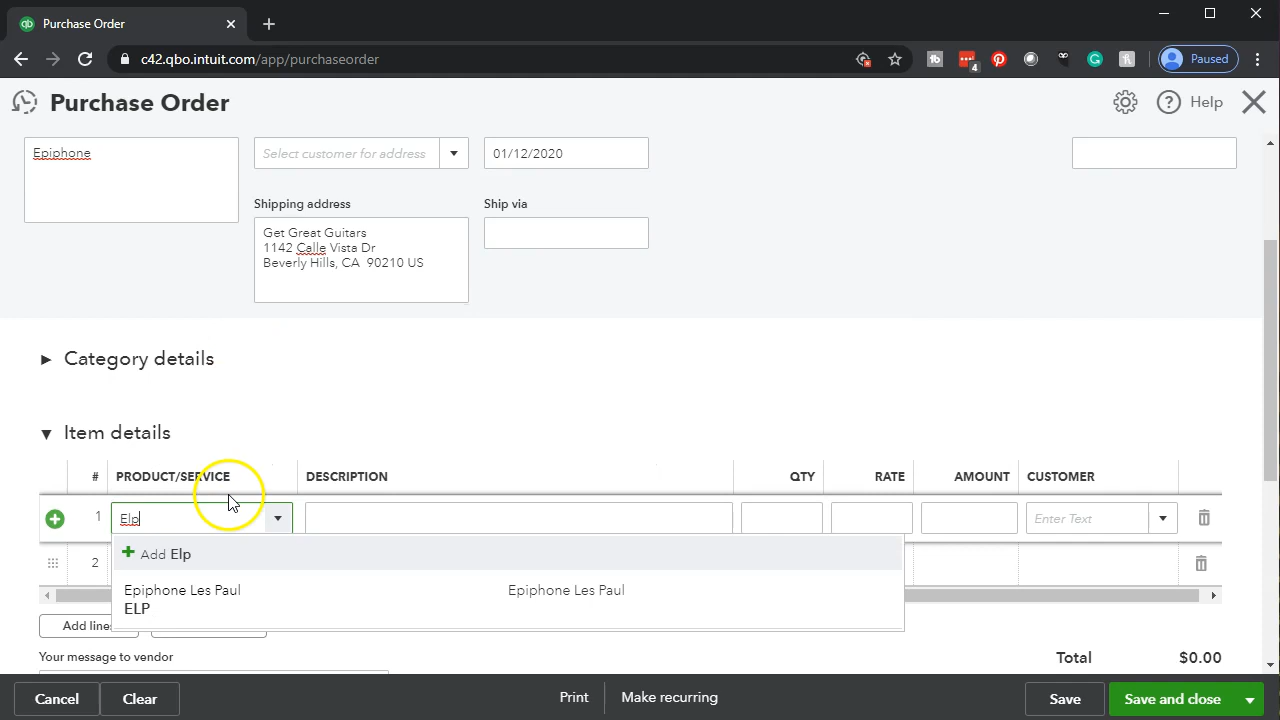 Purchase Order
c42.qbo.intuit.com/app/purchaseorder
4
Paused
Purchase Order
Help
Epiphone
Select customer for address
01/12/2020
Shipping address
Ship via
Get Great Guitars
1142 Calle Vista Dr
Beverly Hills, CA 90210 US
Category details
Item details
# PRODUCT/SERVICE DESCRIPTION QTY RATE AMOUNT CUSTOMER
1 Elp Enter Text
Add Elp
2
Epiphone Les Paul Epiphone Les Paul
ELP
Add lines
Your message to vendor
Total $0.00
Cancel Clear Print Make recurring Save Save and close